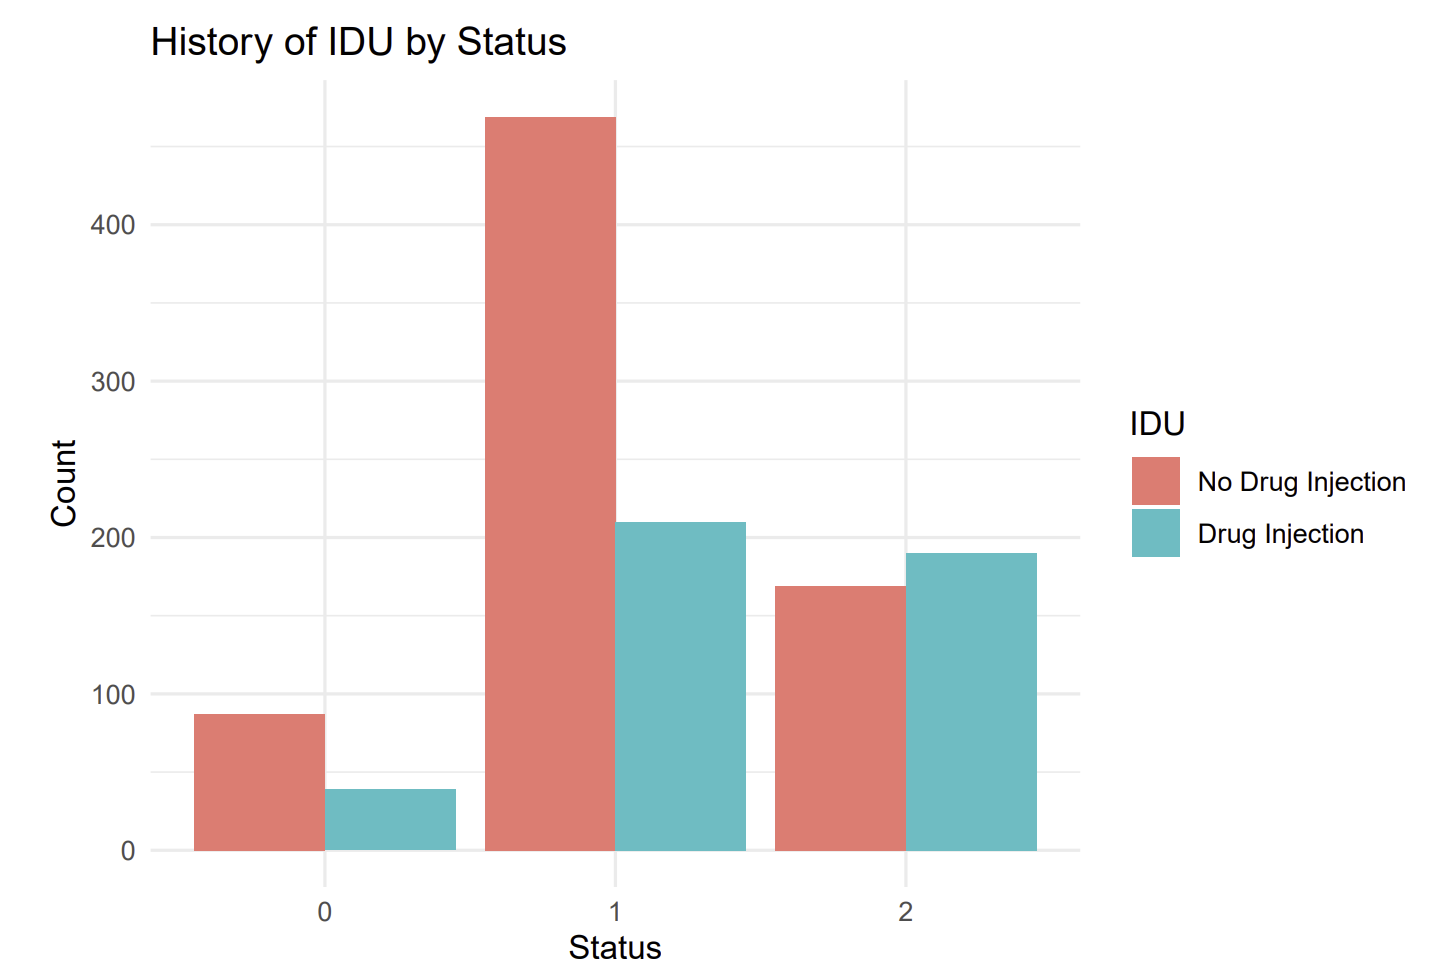 History of IDU by Status
Count
400
300
200
100
0
0 1 2
Status
IDU
No Drug Injection
Drug Injection